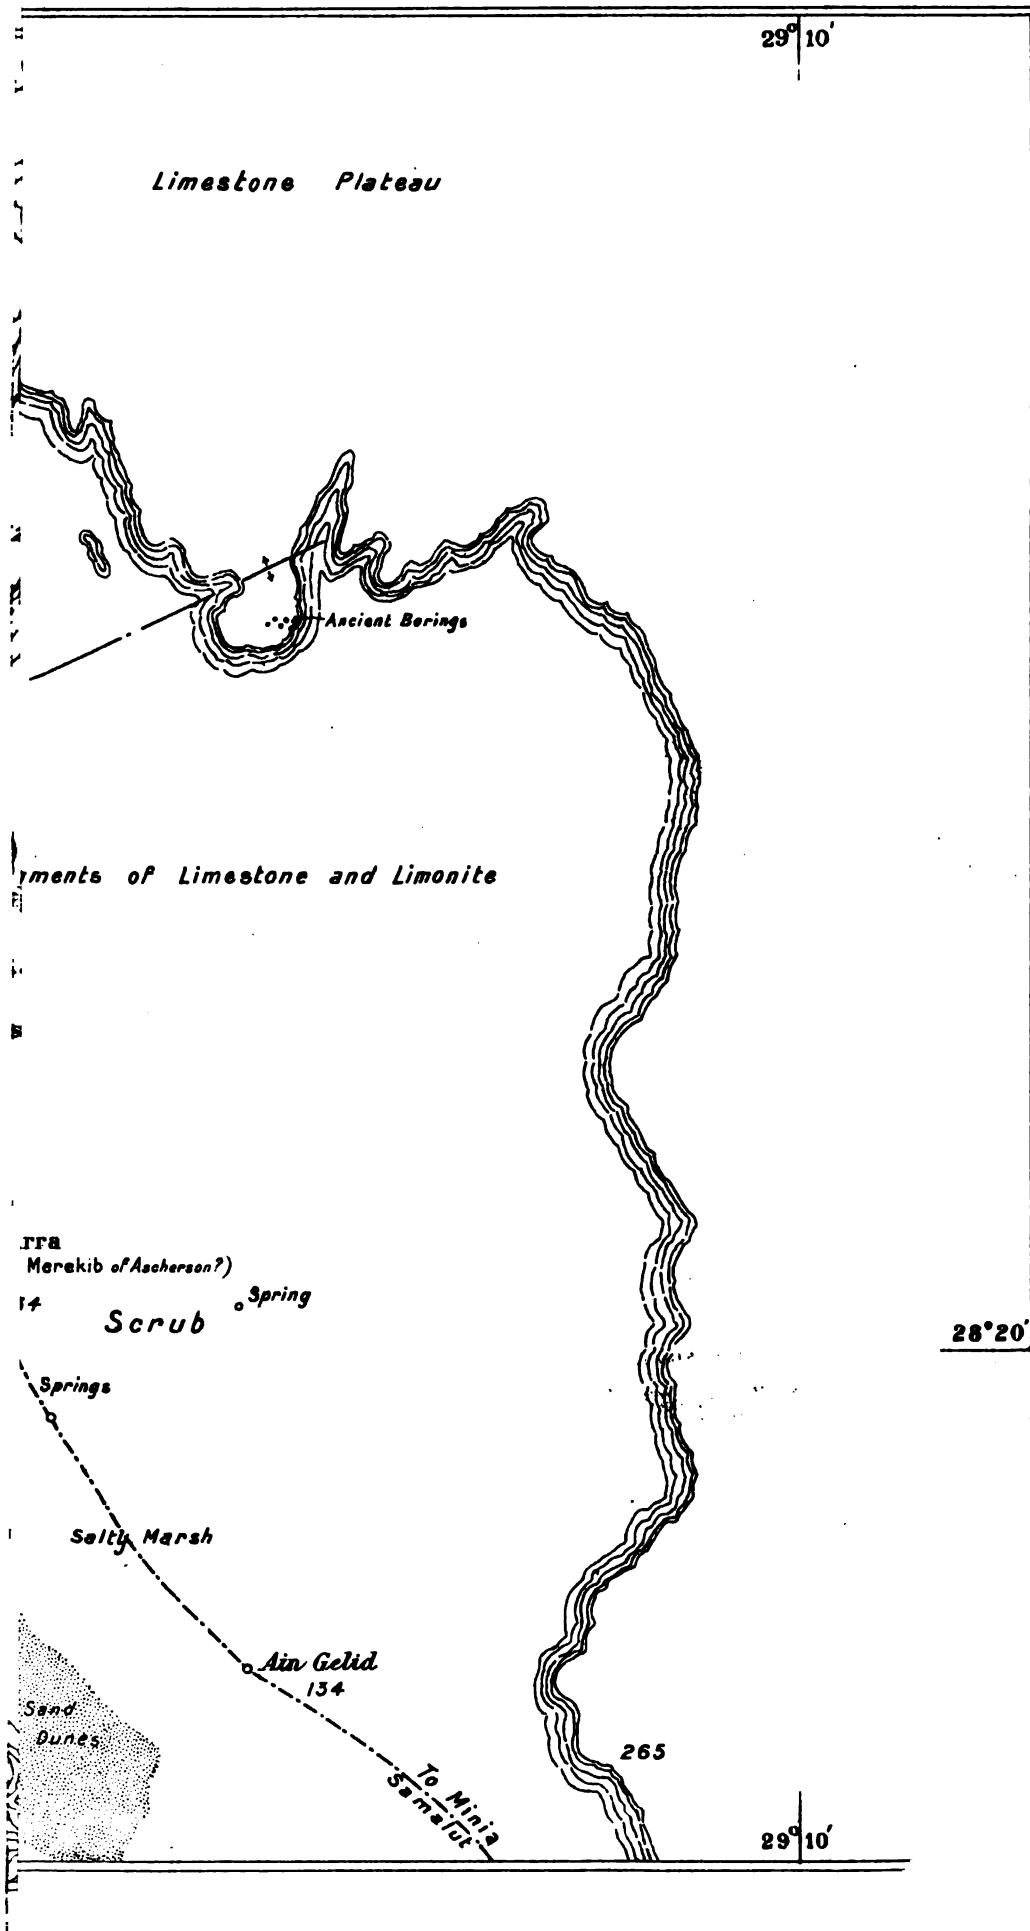 29° 10'
Limestone Plateau
Ancient Borings
ments of Limestone and Limonite
rra
Merekib of Ascherson?)
Spring
Scrub
28° 20'
Springs
Salty Marsh
Ain Gelid
134
Sand
Dunes
265
To Minia
Samalut
29° 10'